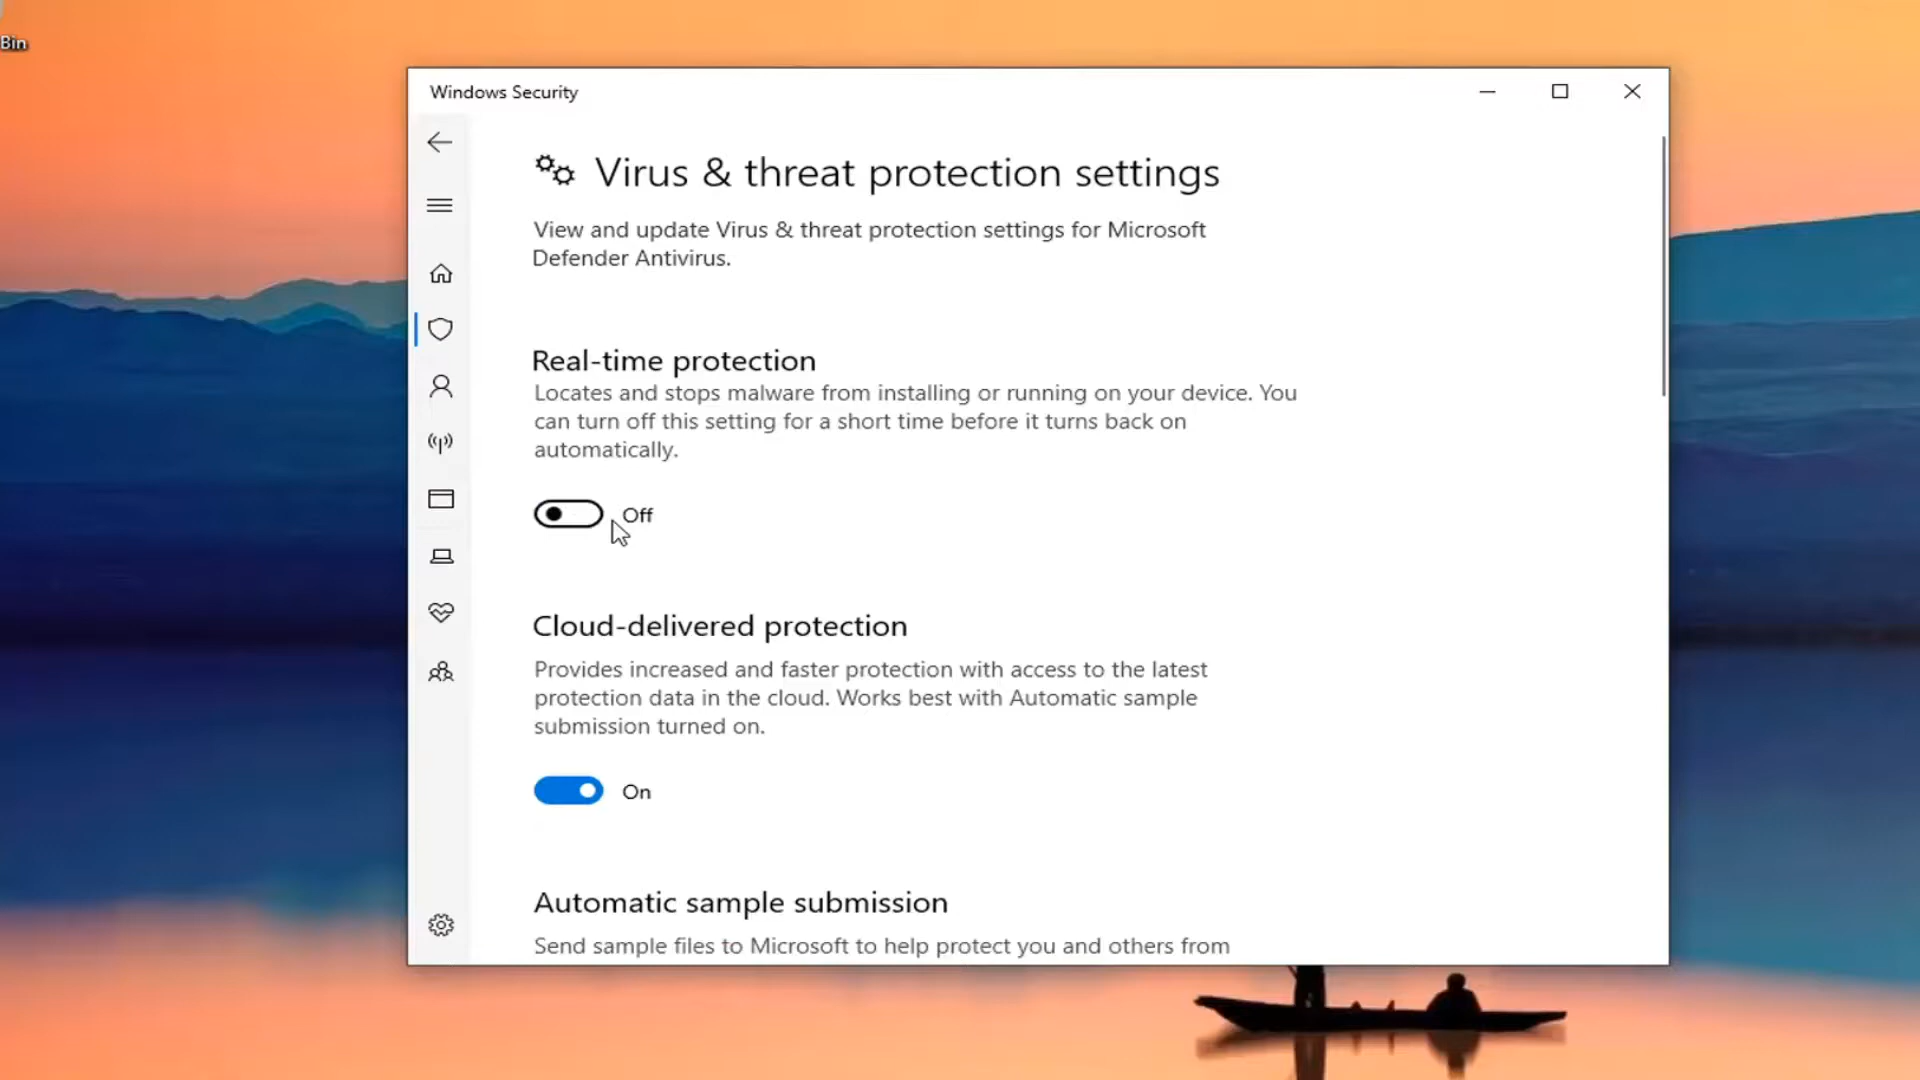 Bin
Windows Security
Virus & threat protection settings
View and update Virus & threat protection settings for Microsoft
Defender Antivirus.
Real-time protection
Locates and stops malware from installing or running on your device. You
can turn off this setting for a short time before it turns back on
automatically.
Off
Cloud-delivered protection
Provides increased and faster protection with access to the latest
protection data in the cloud. Works best with Automatic sample
submission turned on.
On
Automatic sample submission
Send sample files to Microsoft to help protect you and others from